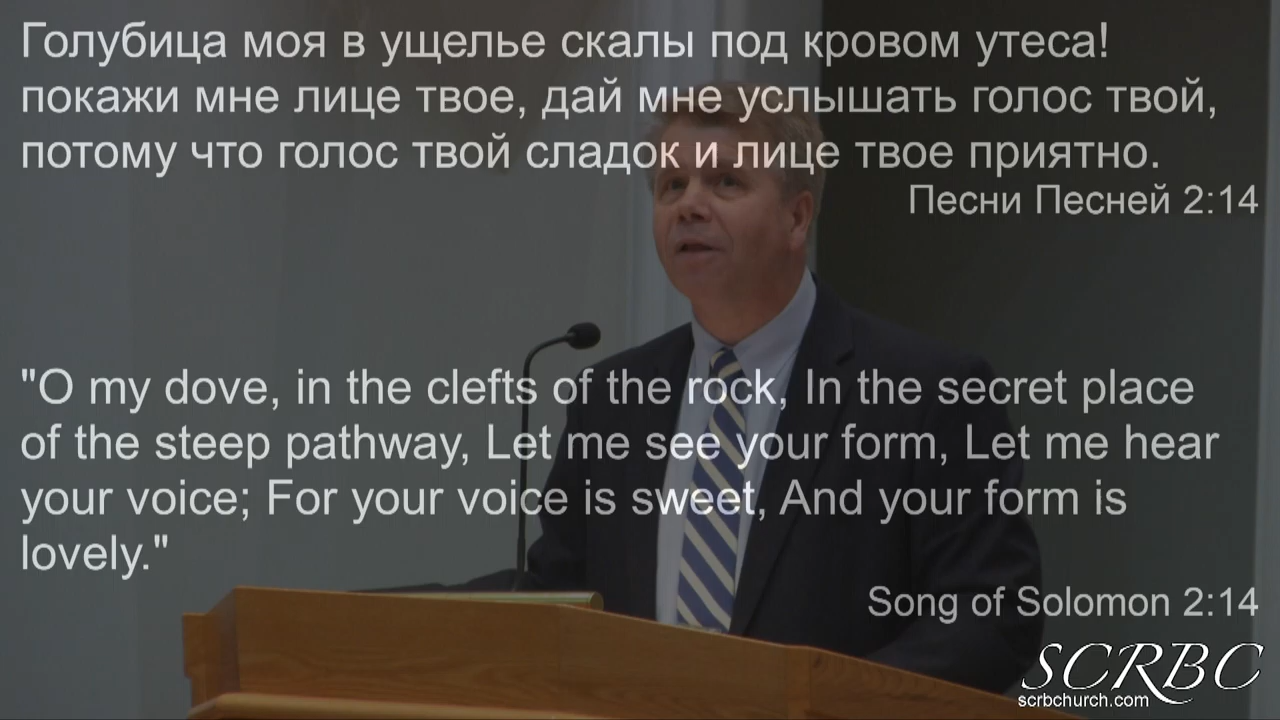 Голубица моя в ущелье скалы под кровом утеса!
покажи мне лице твое, дай мне услышать голос твой,
потому что голос твой сладок и лице твое приятно.
Песни Песней 2:14
"O my dove, in the clefts of the rock, In the secret place
of the steep pathway, Let me see your form, Let me hear
your voice; For your voice is sweet, And your form is
lovely."
Song of Solomon 2:14
SCRBC
scrbchurch.com